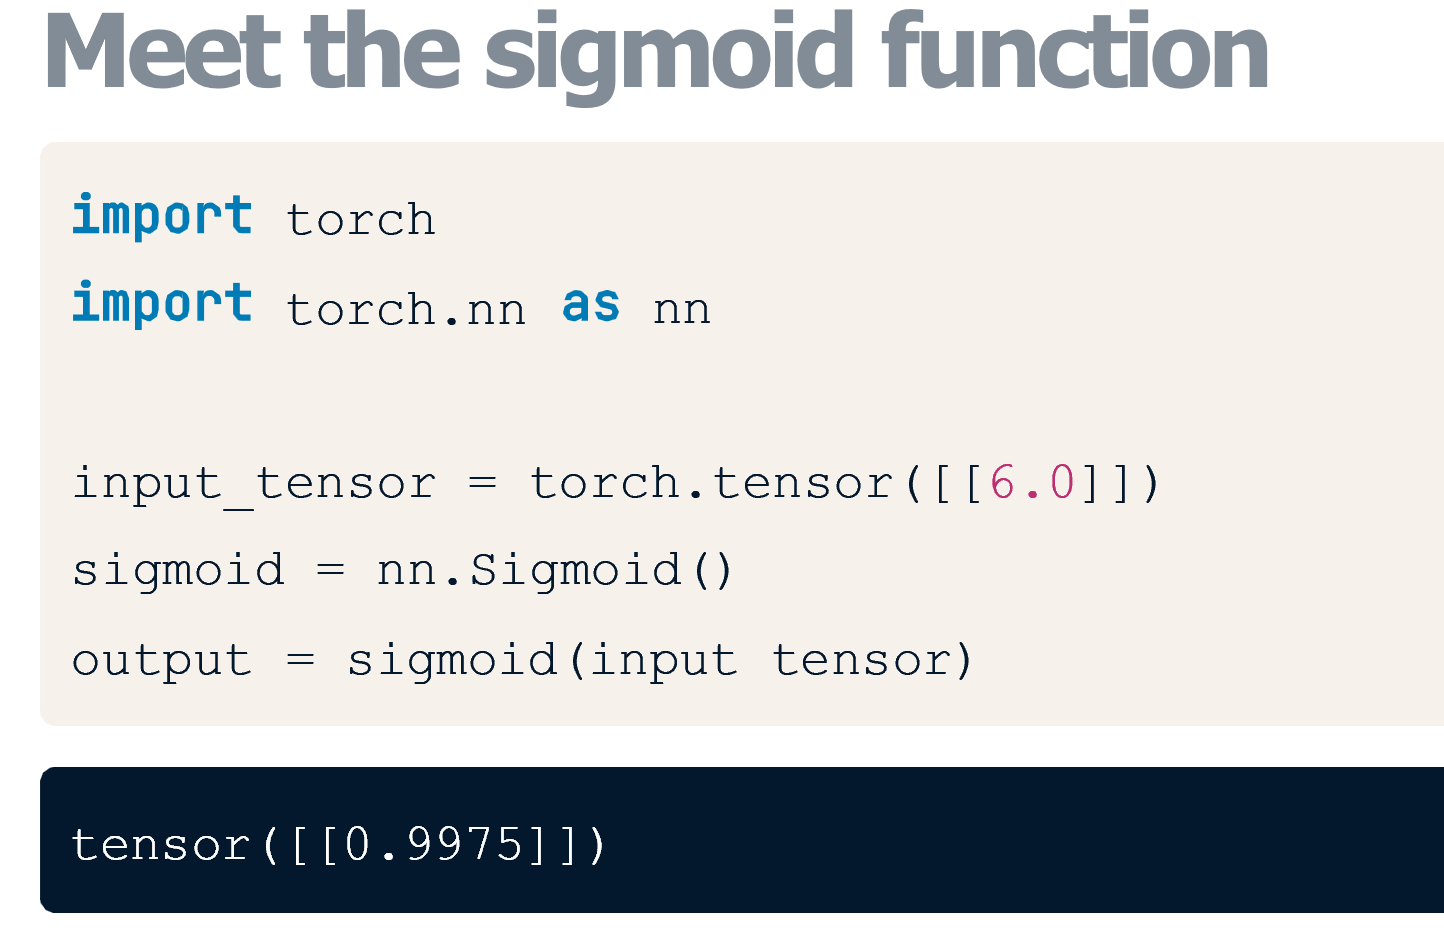 Meet the sigmoid function
import torch
import torch.nn as nn
input_tensor = torch.tensor([[6.0]])
sigmoid = nn.Sigmoid()
output = sigmoid(input tensor)
tensor([[0.9975]])